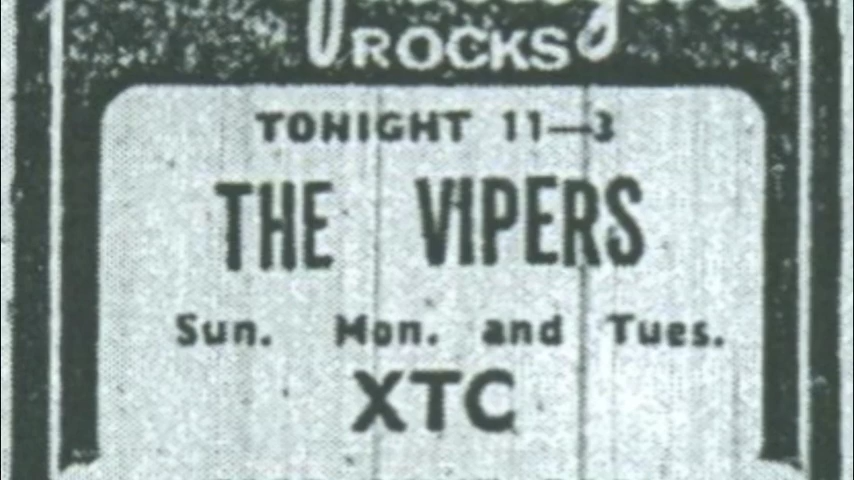 ROCKS
TONIGHT 11—3
THE VIPERS
Sun. Mon. and Tues.
XTC